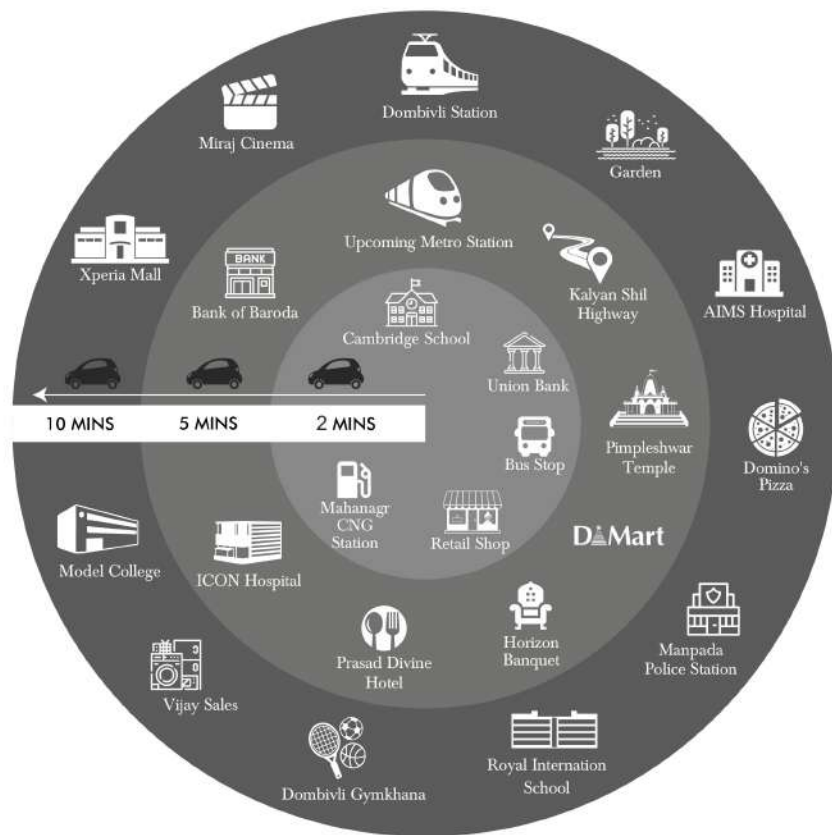 Dombivli Station
Miraj Cinema
Garden
Upcoming Metro Station
Xperia Mall
BANK
Bank of Baroda
Kalyan Shil
Highway
AIMS Hospital
Cambridge School
Union Bank
10 MINS
5 MINS
2 MINS
Bus Stop
Pimpleshwar
Temple
Domino's
Pizza
Mahanagr
CNG
Station
Retail Shop
DMart
Model College
ICON Hospital
Horizon
Banquet
Prasad Divine
Hotel
Manpada
Police Station
Vijay Sales
Royal Internation
School
Dombivli Gymkhana